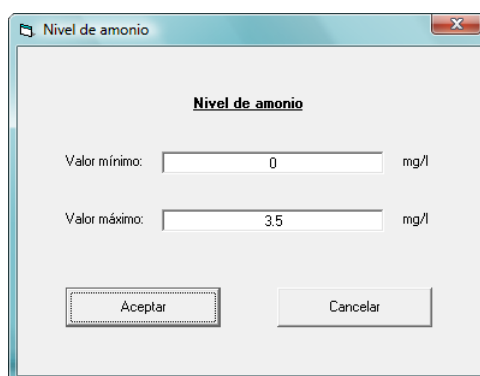 Nivel de amonio
Nivel de amonio
Valor mínimo: 0 mg/l
Valor máximo: 3.5 mg/l
Aceptar Cancelar